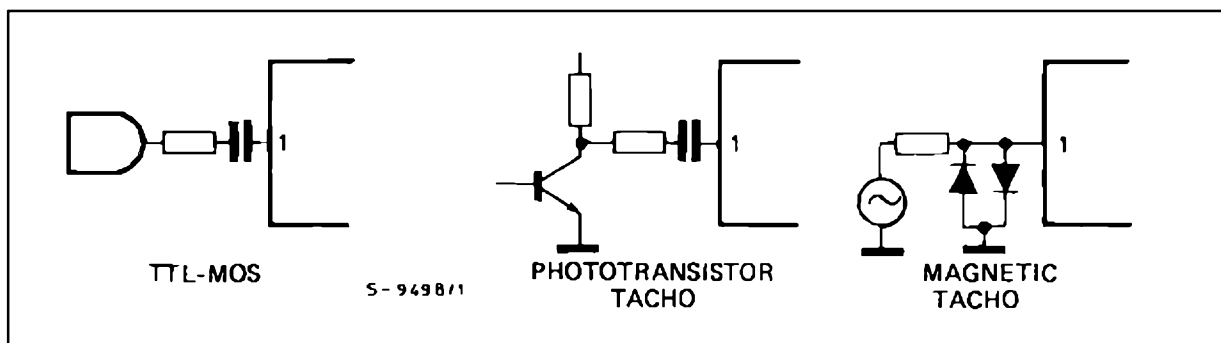 1
1
1
TTL-MOS
S-9498/1
PHOTOTRANSISTOR
TACHO
MAGNETIC
TACHO